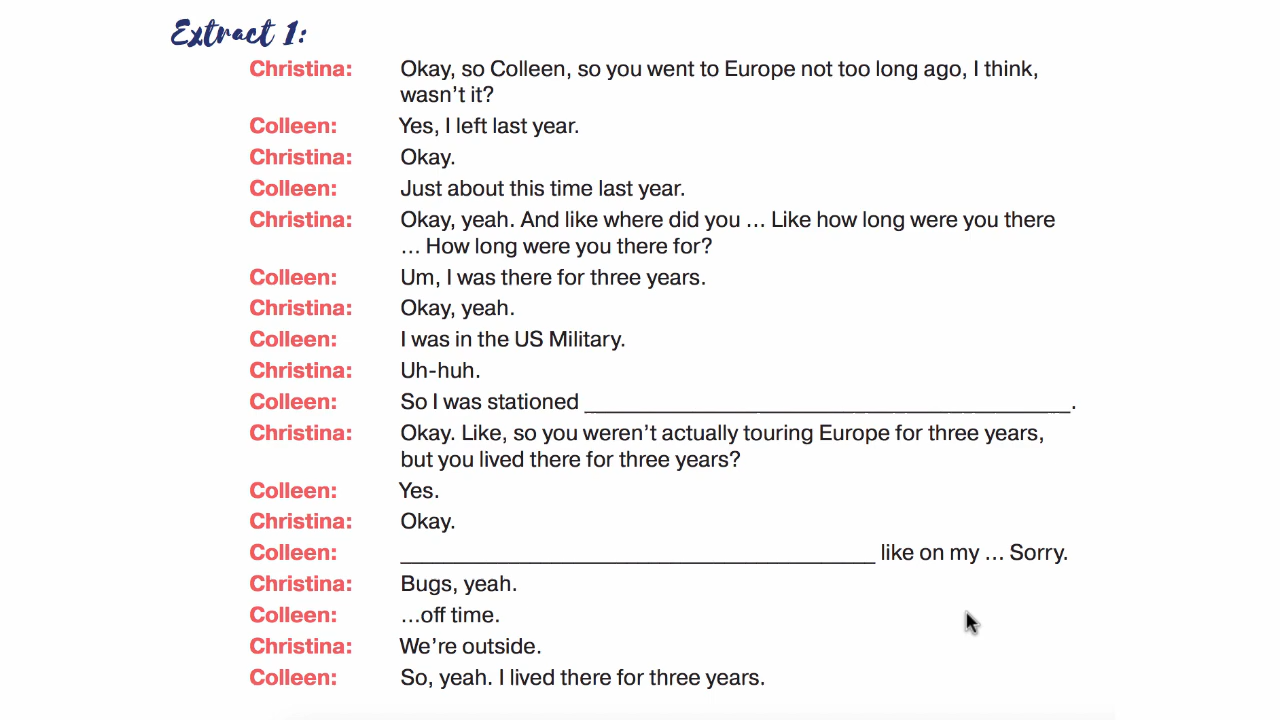 Extract 1:
Christina: Okay, so Colleen, so you went to Europe not too long ago, I think,
wasn't it?
Colleen: Yes, I left last year.
Christina: Okay.
Colleen: Just about this time last year.
Christina: Okay, yeah. And like where did you ... Like how long were you there
... How long were you there for?
Colleen: Um, I was there for three years.
Christina: Okay, yeah.
Colleen: I was in the US Military.
Christina: Uh-huh.
Colleen: So I was stationed ________________________________________.
Christina: Okay. Like, so you weren't actually touring Europe for three years,
but you lived there for three years?
Colleen: Yes.
Christina: Okay.
Colleen: _______________________________________ like on my ... Sorry.
Christina: Bugs, yeah.
Colleen: ...off time.
Christina: We're outside.
Colleen: So, yeah. I lived there for three years.